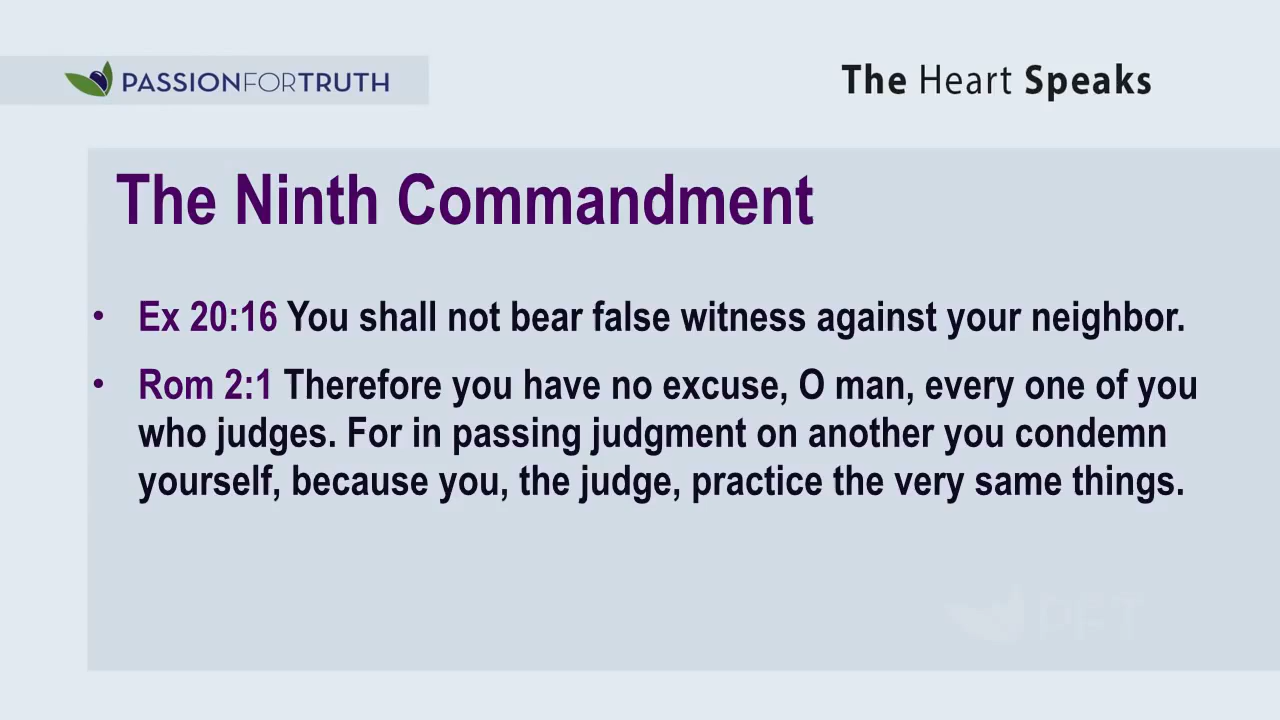 PASSIONFORTRUTH
The Heart Speaks
The Ninth Commandment
• Ex 20:16 You shall not bear false witness against your neighbor.
• Rom 2:1 Therefore you have no excuse, O man, every one of you
who judges. For in passing judgment on another you condemn
yourself, because you, the judge, practice the very same things.
PFT